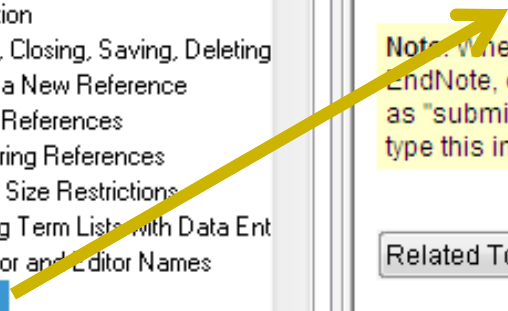 ion
, Closing, Saving, Deleting
a New Reference
References
ring References
Size Restrictions
g Term Lists with Data Ent
or and Editor Names
Note: Whe
EndNote,
as "submi
type this in
Related To